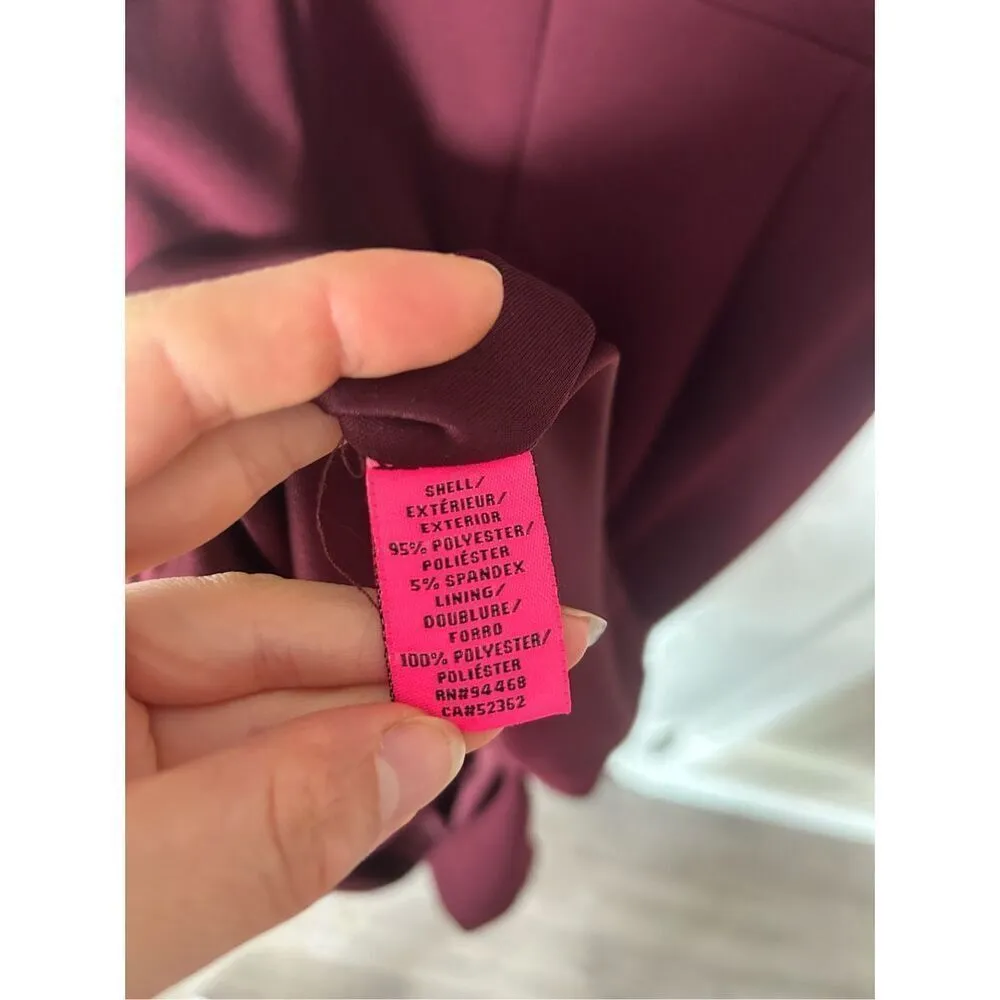 SHELL/
EXTÉRIEUR/
EXTERIOR
95% POLYESTER/
POLIÉSTER
5% SPANDEX
LINING/
DOUBLURE/
FORRO
100% POLYESTER/
POLIÉSTER
RN#94468
CA#52362